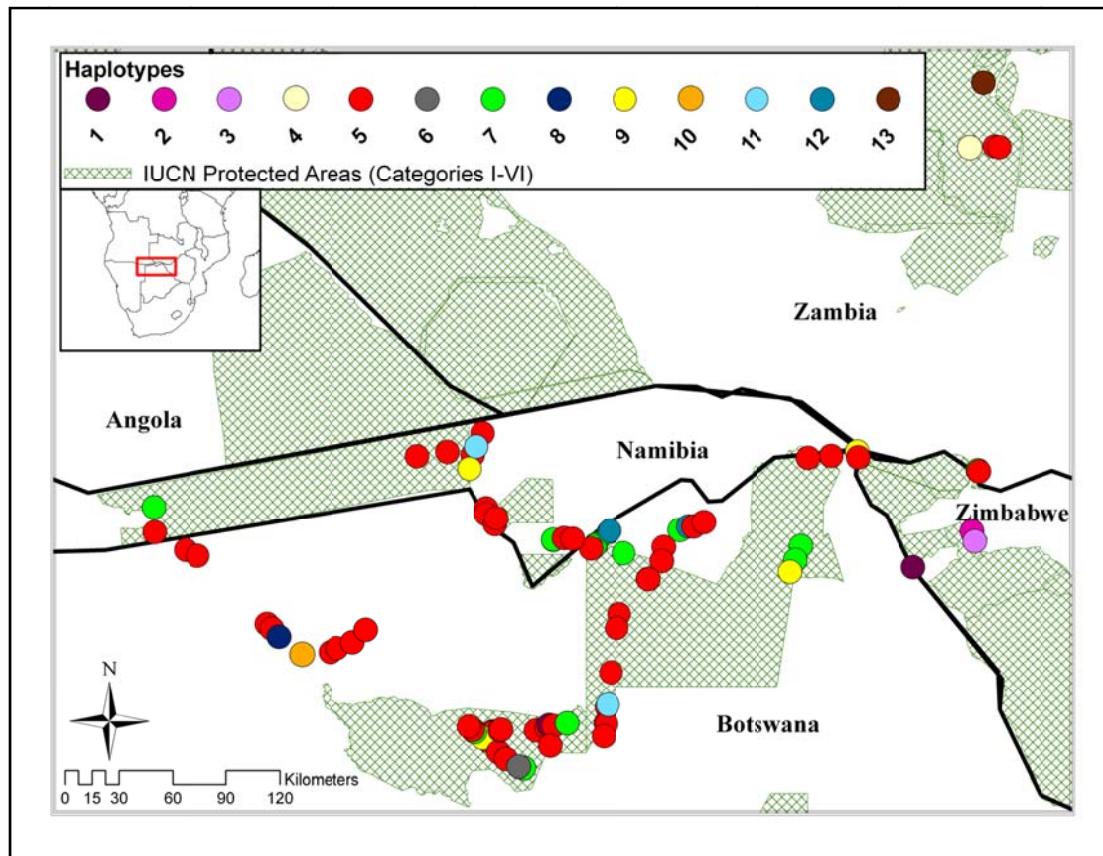 Haplotypes
1 2 3 4 5 6 7 8 9 10 11 12 13
IUCN Protected Areas (Categories I-VI)
Zambia
Angola
Namibia
Zimbabwe
Botswana
N
Kilometers
0 15 30 60 90 120